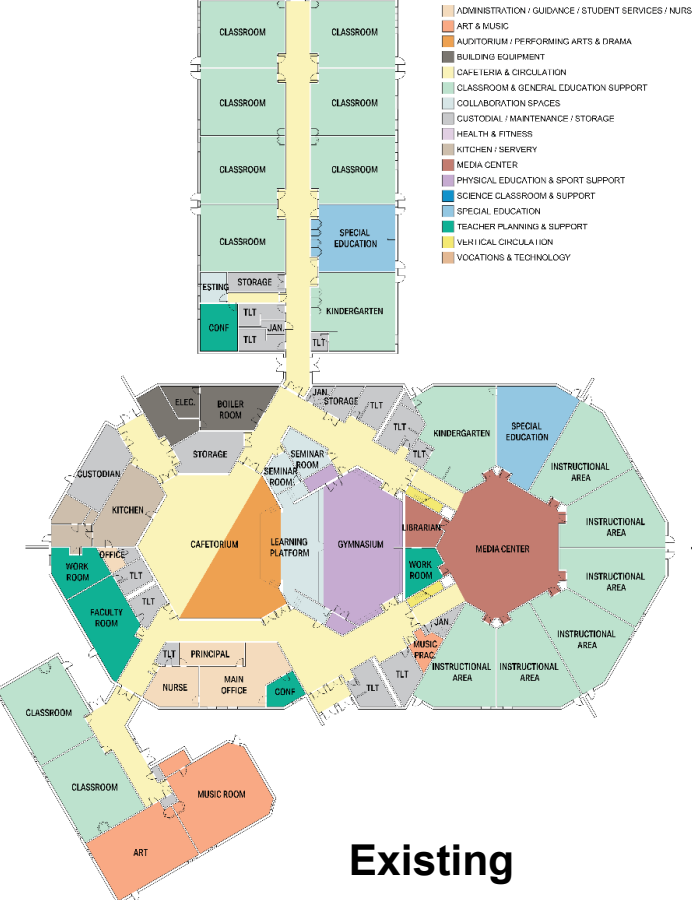 CLASSROOM
CLASSROOM
CLASSROOM
CLASSROOM
CLASSROOM
CLASSROOM
CLASSROOM
SPECIAL
EDUCATION
ESTING
STORAGE
CONF
TLT
TLT
JAN.
TLT
KINDERGARTEN
ADMINISTRATION / GUIDANCE / STUDENT SERVICES / NURS
ART & MUSIC
AUDITORIUM / PERFORMING ARTS & DRAMA
BUILDING EQUIPMENT
CAFETERIA & CIRCULATION
CLASSROOM & GENERAL EDUCATION SUPPORT
COLLABORATION SPACES
CUSTODIAL / MAINTENANCE / STORAGE
HEALTH & FITNESS
KITCHEN / SERVERY
MEDIA CENTER
PHYSICAL EDUCATION & SPORT SUPPORT
SCIENCE CLASSROOM & SUPPORT
SPECIAL EDUCATION
TEACHER PLANNING & SUPPORT
VERTICAL CIRCULATION
VOCATIONS & TECHNOLOGY
ELEC.
BOILER
ROOM
JAN.
STORAGE
TLT
TLT
TLT
KINDERGARTEN
SPECIAL
EDUCATION
STORAGE
SEMINAR
ROOM
SEMINAR
ROOM
CUSTODIAN
KITCHEN
INSTRUCTIONAL
AREA
LIBRARIAN
INSTRUCTIONAL
AREA
CAFETORIUM
LEARNING
PLATFORM
GYMNASIUM
MEDIA CENTER
OFFICE
WORK
ROOM
TLT
WORK
ROOM
INSTRUCTIONAL
AREA
FACULTY
ROOM
TLT
JAN.
MUSIC
PRAC.
INSTRUCTIONAL
AREA
TLT
PRINCIPAL
NURSE
MAIN
OFFICE
CONF
TLT
TLT
INSTRUCTIONAL
AREA
INSTRUCTIONAL
AREA
CLASSROOM
CLASSROOM
MUSIC ROOM
ART
Existing